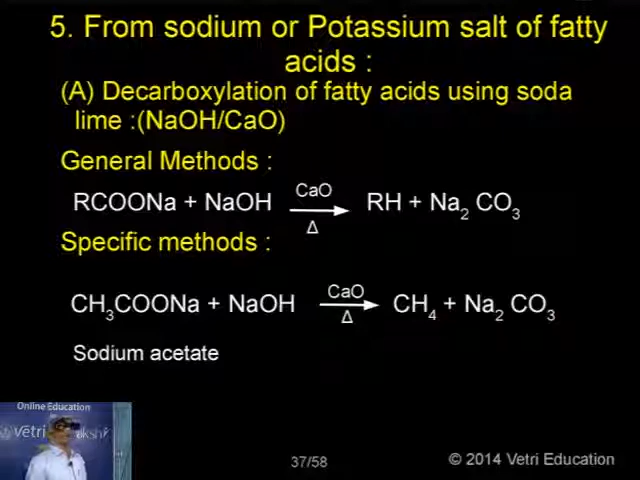 5. From sodium or Potassium salt of fatty
acids :
(A) Decarboxylation of fatty acids using soda
lime :(NaOH/CaO)
General Methods :
RCOONa + NaOH CaO Δ RH + Na₂ CO₃
Specific methods :
CH₃COONa + NaOH CaO Δ CH₄ + Na₂ CO₃
Sodium acetate
Online Education
Vetri
37/58
© 2014 Vetri Education